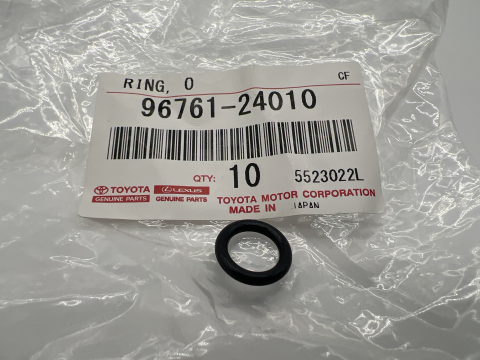 RING, O CF
96761-24010
QTY: 10 5523022L
TOYOTA LEXUS TOYOTA MOTOR CORPORATION
GENUINE PARTS GENUINE PARTS MADE IN JAPAN